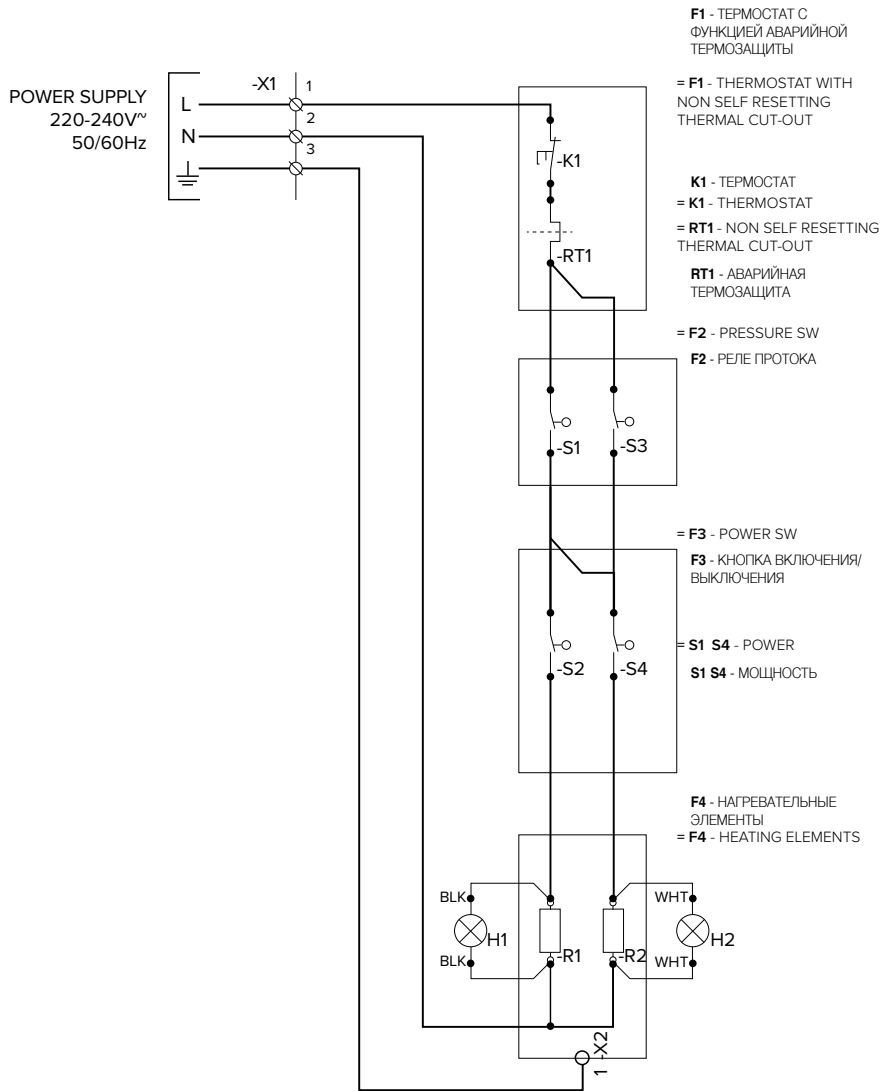 F1 - ТЕРМОСТАТ С
ФУНКЦИЕЙ АВАРИЙНОЙ
ТЕРМОЗАЩИТЫ
POWER SUPPLY
220-240V~
50/60Hz
L
N
-X1
1
2
3
= F1 - THERMOSTAT WITH
NON SELF RESETTING
THERMAL CUT-OUT
-K1
K1 - ТЕРМОСТАТ
= K1 - THERMOSTAT
= RT1 - NON SELF RESETTING
THERMAL CUT-OUT
-RT1
RT1 - АВАРИЙНАЯ
ТЕРМОЗАЩИТА
= F2 - PRESSURE SW
F2 - РЕЛЕ ПРОТОКА
-S1
-S3
= F3 - POWER SW
F3 - КНОПКА ВКЛЮЧЕНИЯ/
ВЫКЛЮЧЕНИЯ
= S1 S4 - POWER
-S2
-S4
S1 S4 - МОЩНОСТЬ
F4 - НАГРЕВАТЕЛЬНЫЕ
ЭЛЕМЕНТЫ
= F4 - HEATING ELEMENTS
BLK
WHT
H1
-R1
-R2
H2
BLK
WHT
1 -X2